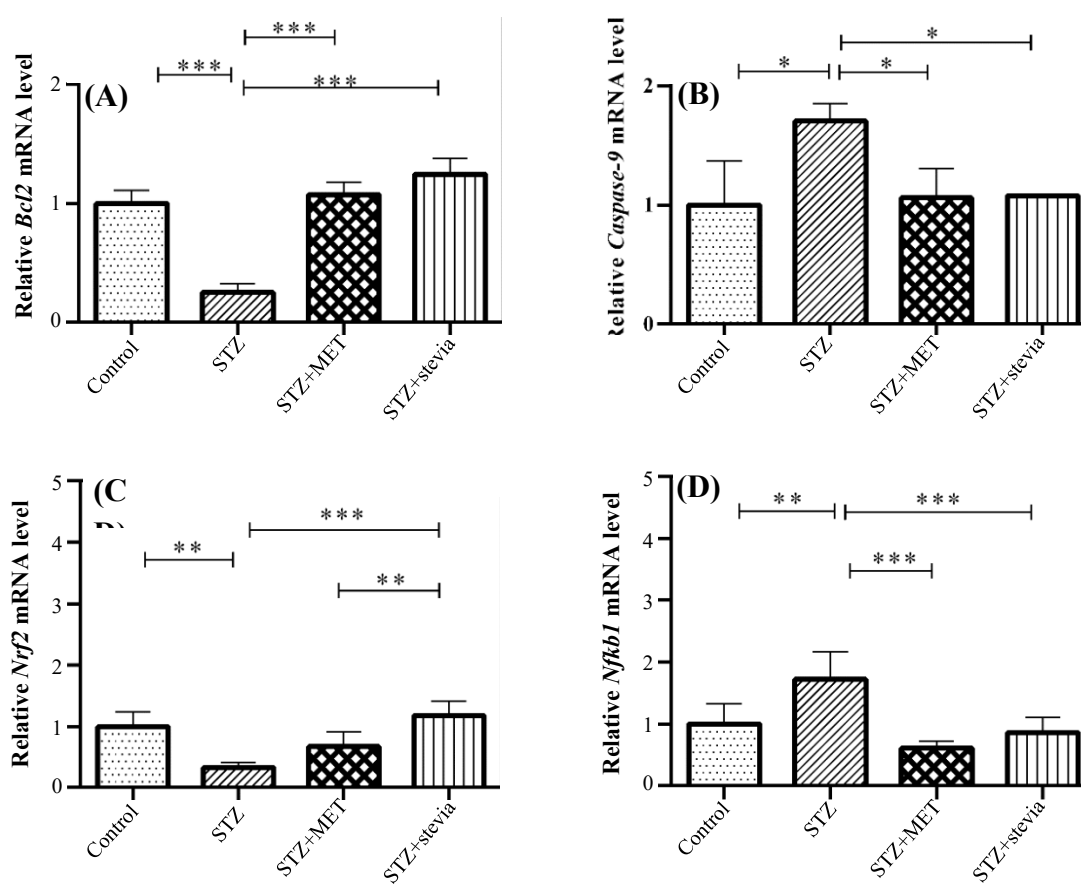 (A)
Relative Bcl2 mRNA level
2
1
0
***
***
***
Control
STZ
STZ+MET
STZ+stevia
(B)
Relative Caspase-9 mRNA level
2
1
0
*
*
*
Control
STZ
STZ+MET
STZ+stevia
(C
Relative Nrf2 mRNA level
5
4
3
2
1
0
***
**
**
Control
STZ
STZ+MET
STZ+stevia
(D)
Relative Nfkb1 mRNA level
5
4
3
2
1
0
**
***
***
Control
STZ
STZ+MET
STZ+stevia